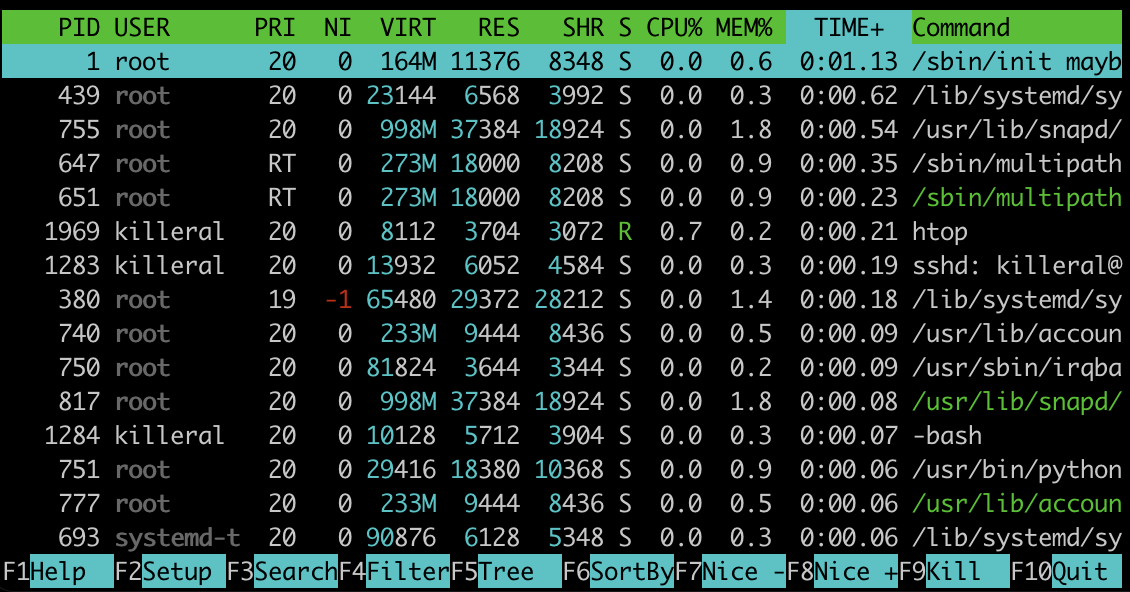 PID USER PRI NI VIRT RES SHR S CPU% MEM% TIME+ Command
1 root 20 0 164M 11376 8348 S 0.0 0.6 0:01.13 /sbin/init mayb
439 root 20 0 23144 6568 3992 S 0.0 0.3 0:00.62 /lib/systemd/sy
755 root 20 0 998M 37384 18924 S 0.0 1.8 0:00.54 /usr/lib/snapd/
647 root RT 0 273M 18000 8208 S 0.0 0.9 0:00.35 /sbin/multipath
651 root RT 0 273M 18000 8208 S 0.0 0.9 0:00.23 /sbin/multipath
1969 killeral 20 0 8112 3704 3072 R 0.7 0.2 0:00.21 htop
1283 killeral 20 0 13932 6052 4584 S 0.0 0.3 0:00.19 sshd: killeral@
380 root 19 -1 65480 29372 28212 S 0.0 1.4 0:00.18 /lib/systemd/sy
740 root 20 0 233M 9444 8436 S 0.0 0.5 0:00.09 /usr/lib/accoun
750 root 20 0 81824 3644 3344 S 0.0 0.2 0:00.09 /usr/sbin/irqba
817 root 20 0 998M 37384 18924 S 0.0 1.8 0:00.08 /usr/lib/snapd/
1284 killeral 20 0 10128 5712 3904 S 0.0 0.3 0:00.07 -bash
751 root 20 0 29416 18380 10368 S 0.0 0.9 0:00.06 /usr/bin/python
777 root 20 0 233M 9444 8436 S 0.0 0.5 0:00.06 /usr/lib/accoun
693 systemd-t 20 0 90876 6128 5348 S 0.0 0.3 0:00.06 /lib/systemd/sy
F1Help F2Setup F3SearchF4FilterF5Tree F6SortByF7Nice -F8Nice +F9Kill F10Quit